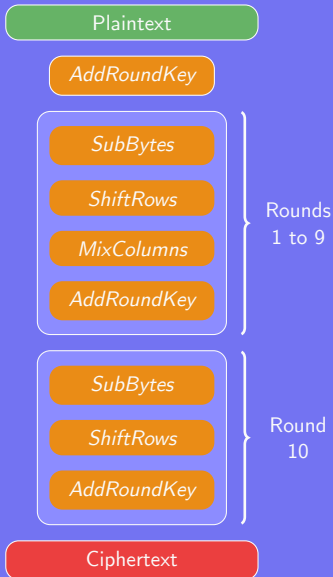 Plaintext
AddRoundKey
SubBytes
ShiftRows
MixColumns
AddRoundKey
Rounds
1 to 9
SubBytes
ShiftRows
AddRoundKey
Round
10
Ciphertext